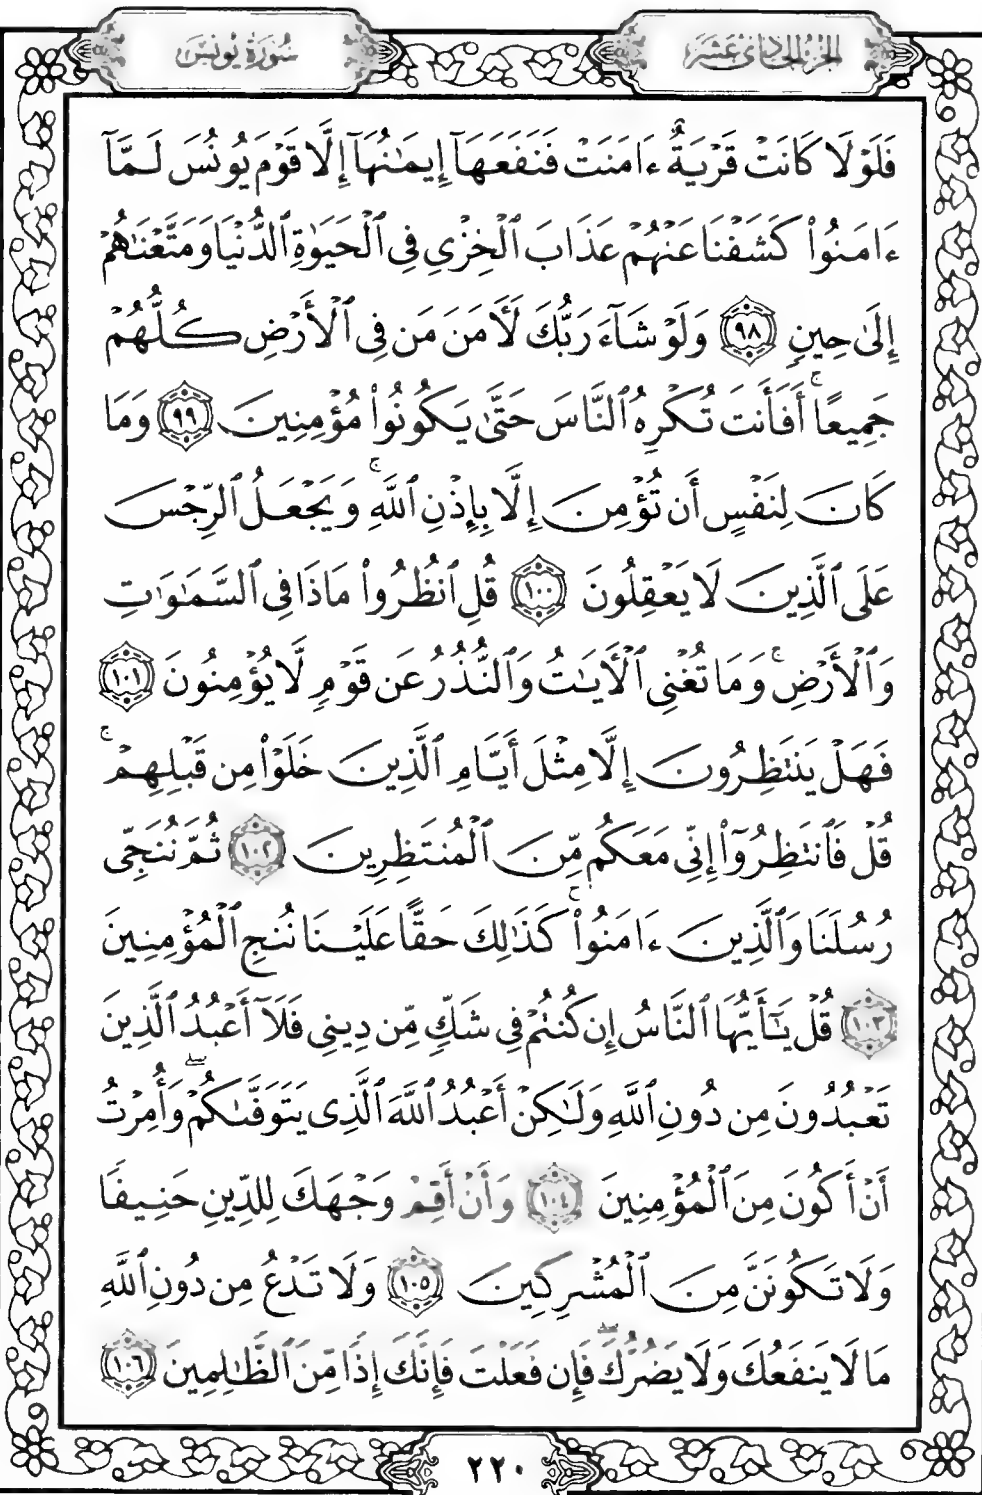 الجزء الحادي عشر
سورة يونس
فَلَوْلَا كَانَتْ قَرْيَةٌ ءَامَنَتْ فَنَفَعَهَآ إِيمَٰنُهَآ إِلَّا قَوْمَ يُونُسَ لَمَّآ
ءَامَنُوا۟ كَشَفْنَا عَنْهُمْ عَذَابَ ٱلْخِزْىِ فِى ٱلْحَيَوٰةِ ٱلدُّنْيَا وَمَتَّعْنَٰهُمْ
إِلَىٰ حِينٍ ٩٨ وَلَوْ شَآءَ رَبُّكَ لَـَٔامَنَ مَن فِى ٱلْأَرْضِ كُلُّهُمْ
جَمِيعًا ۚ أَفَأَنتَ تُكْرِهُ ٱلنَّاسَ حَتَّىٰ يَكُونُوا۟ مُؤْمِنِينَ ٩٩ وَمَا
كَانَ لِنَفْسٍ أَن تُؤْمِنَ إِلَّا بِإِذْنِ ٱللَّهِ ۚ وَيَجْعَلُ ٱلرِّجْسَ
عَلَى ٱلَّذِينَ لَا يَعْقِلُونَ ١٠٠ قُلِ ٱنظُرُوا۟ مَاذَا فِى ٱلسَّمَٰوَٰتِ
وَٱلْأَرْضِ ۚ وَمَا تُغْنِى ٱلْـَٔايَٰتُ وَٱلنُّذُرُ عَن قَوْمٍ لَّا يُؤْمِنُونَ ١٠١
فَهَلْ يَنتَظِرُونَ إِلَّا مِثْلَ أَيَّامِ ٱلَّذِينَ خَلَوْا۟ مِن قَبْلِهِمْ ۚ
قُلْ فَٱنتَظِرُوٓا۟ إِنِّى مَعَكُم مِّنَ ٱلْمُنتَظِرِينَ ١٠٢ ثُمَّ نُنَجِّى
رُسُلَنَا وَٱلَّذِينَ ءَامَنُوا۟ ۚ كَذَٰلِكَ حَقًّا عَلَيْنَا نُنجِ ٱلْمُؤْمِنِينَ
١٠٣ قُلْ يَٰٓأَيُّهَا ٱلنَّاسُ إِن كُنتُمْ فِى شَكٍّ مِّن دِينِى فَلَآ أَعْبُدُ ٱلَّذِينَ
تَعْبُدُونَ مِن دُونِ ٱللَّهِ وَلَٰكِنْ أَعْبُدُ ٱللَّهَ ٱلَّذِى يَتَوَفَّىٰكُمْ ۖ وَأُمِرْتُ
أَنْ أَكُونَ مِنَ ٱلْمُؤْمِنِينَ ١٠٤ وَأَنْ أَقِمْ وَجْهَكَ لِلدِّينِ حَنِيفًا
وَلَا تَكُونَنَّ مِنَ ٱلْمُشْرِكِينَ ١٠٥ وَلَا تَدْعُ مِن دُونِ ٱللَّهِ
مَا لَا يَنفَعُكَ وَلَا يَضُرُّكَ ۖ فَإِن فَعَلْتَ فَإِنَّكَ إِذًا مِّنَ ٱلظَّٰلِمِينَ ١٠٦
٢٢٠